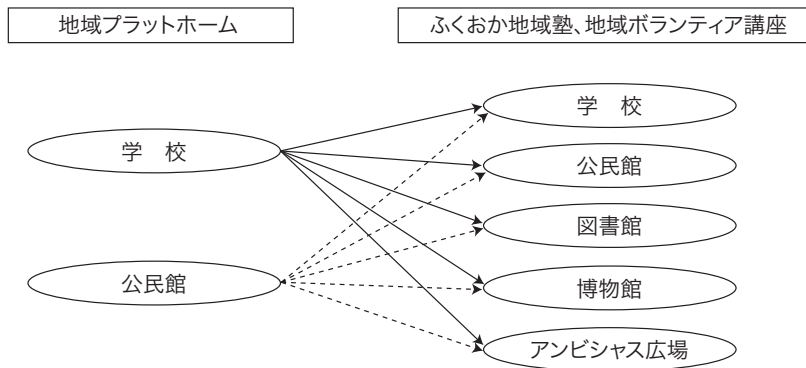 地域プラットホーム
ふくおか地域塾、地域ボランティア講座
学　校
学　校
公民館
図書館
公民館
博物館
アンビシャス広場